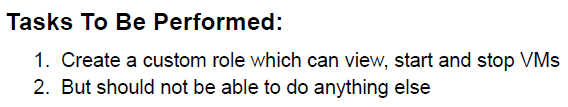 Tasks To Be Performed:
1. Create a custom role which can view, start and stop VMs
2. But should not be able to do anything else